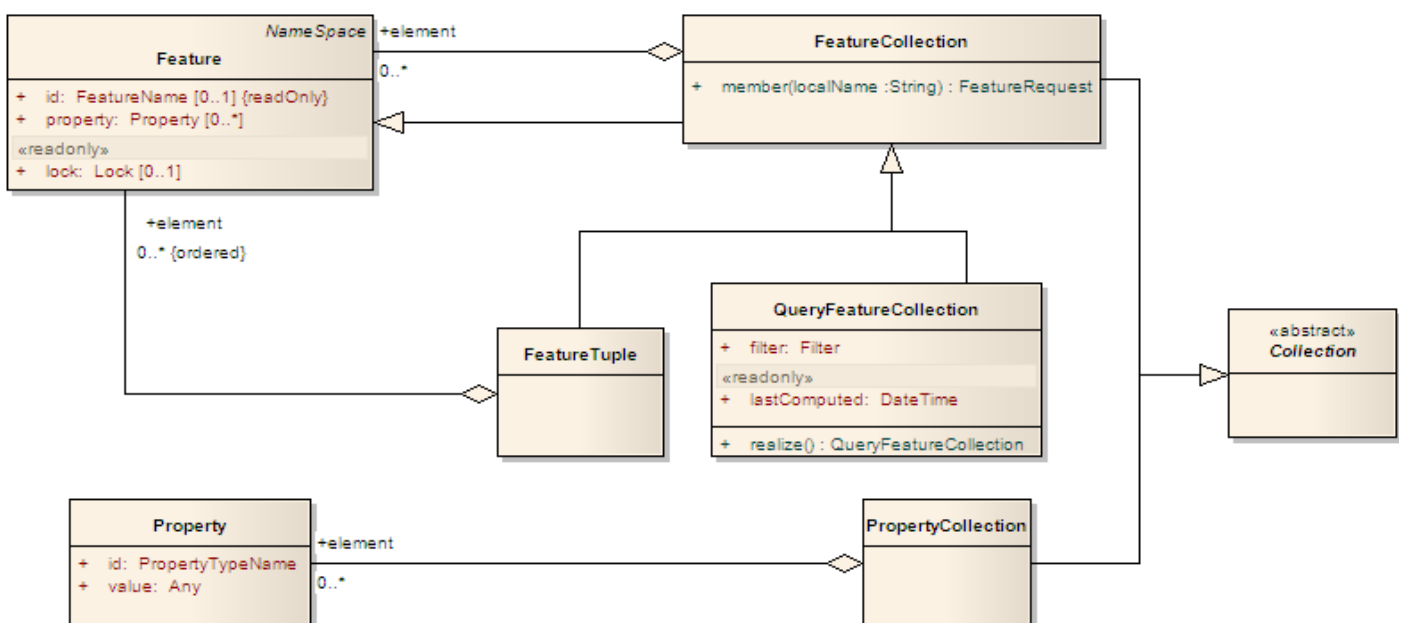 NameSpace
Feature
+ id: FeatureName [0..1] {readOnly}
+ property: Property [0..*]
«readonly»
+ lock: Lock [0..1]
+element
0..*
FeatureCollection
+ member(localName :String) : FeatureRequest
+element
0..* {ordered}
FeatureTuple
QueryFeatureCollection
+ filter: Filter
«readonly»
+ lastComputed: DateTime
+ realize() : QueryFeatureCollection
«abstract»
Collection
Property
+ id: PropertyTypeName
+ value: Any
+element
0..*
PropertyCollection